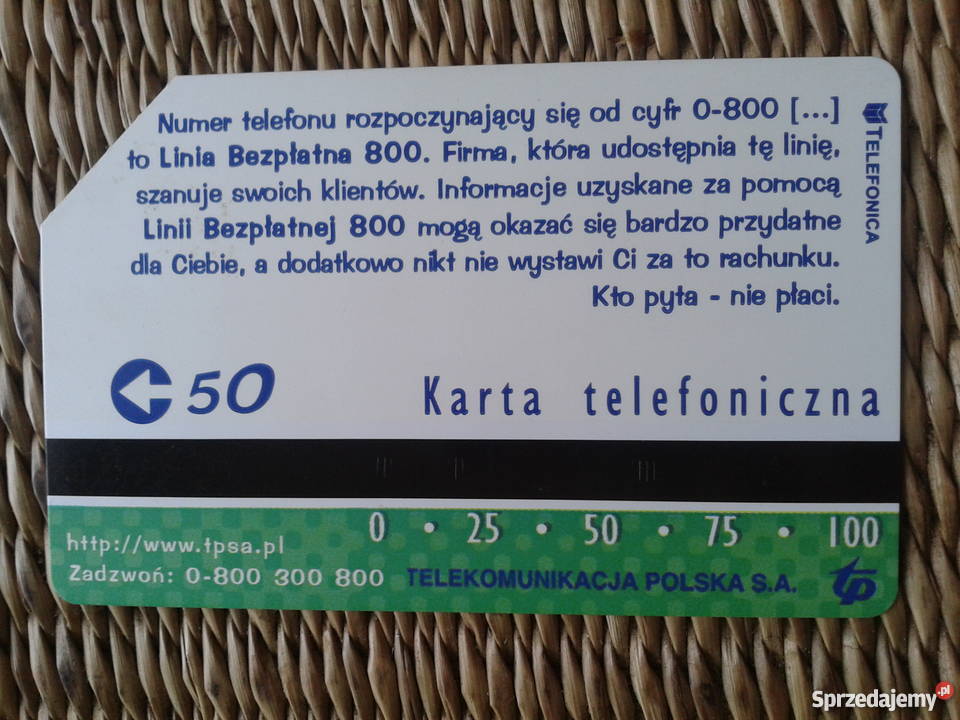 Numer telefonu rozpoczynający się od cyfr 0-800 [...]
to Linia Bezpłatna 800. Firma, która udostępnia tę linię,
szanuje swoich klientów. Informacje uzyskane za pomocą
Linii Bezpłatnej 800 mogą okazać się bardzo przydatne
dla Ciebie, a dodatkowo nikt nie wystawi Ci za to rachunku.
Kto pyta - nie płaci.
TELEFONICA
50
Karta telefoniczna
0 • 25 • 50 • 75 • 100
http://www.tpsa.pl
Zadzwoń: 0-800 300 800
TELEKOMUNIKACJA POLSKA S.A.
tp
Sprzedajemy.pl